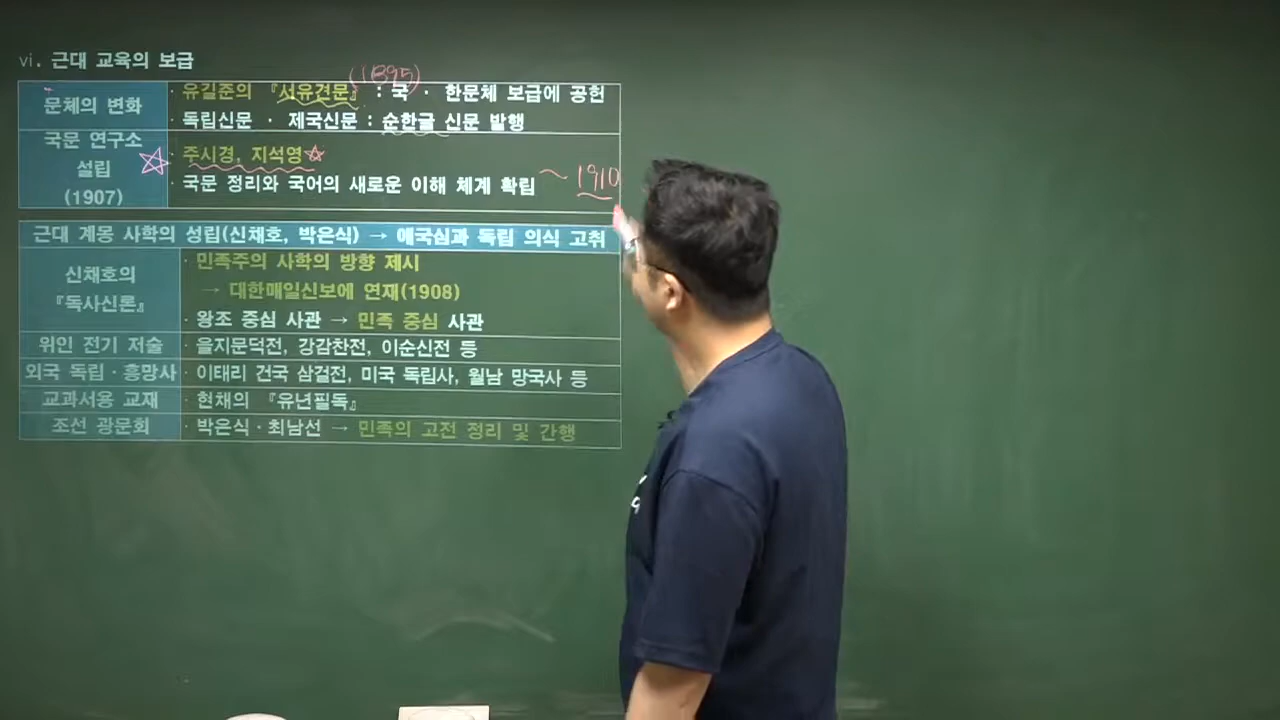 vi. 근대 교육의 보급
(1895)
문체의 변화
· 유길준의 『서유견문』 : 국 · 한문체 보급에 공헌
· 독립신문 · 제국신문 : 순한글 신문 발행
국문 연구소
설립
(1907)
· 주시경, 지석영☆
· 국문 정리와 국어의 새로운 이해 체계 확립 ~ 1910
근대 계몽 사학의 성립(신채호, 박은식) → 애국심과 독립 의식 고취
신채호의
『독사신론』
· 민족주의 사학의 방향 제시
→ 대한매일신보에 연재(1908)
· 왕조 중심 사관 → 민족 중심 사관
위인 전기 저술 · 을지문덕전, 강감찬전, 이순신전 등
외국 독립·흥망사 · 이태리 건국 삼걸전, 미국 독립사, 월남 망국사 등
교과서용 교재 · 현채의 『유년필독』
조선 광문회 · 박은식·최남선 → 민족의 고전 정리 및 간행